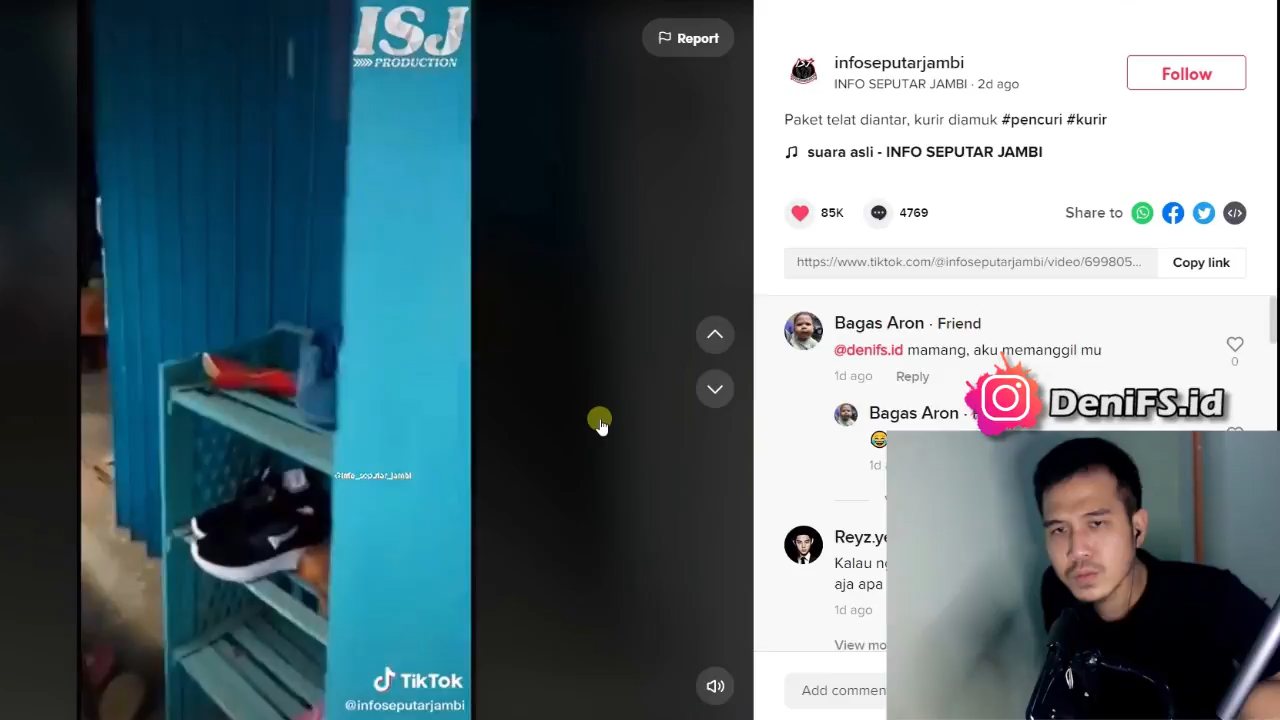 ISJ
PRODUCTION
@info_seputar_jambi
TikTok
@infoseputarjambi
Report
infoseputarjambi
INFO SEPUTAR JAMBI · 2d ago
Follow
Paket telat diantar, kurir diamuk #pencuri #kurir
suara asli - INFO SEPUTAR JAMBI
85K
4769
Share to
https://www.tiktok.com/@infoseputarjambi/video/699805...
Copy link
Bagas Aron · Friend
@denifs.id mamang, aku memanggil mu
0
1d ago
Reply
DeniFS.id
Bagas Aron ·
1d
Reyz.ye
Kalau ng
aja apa
1d ago
View mo
Add commen